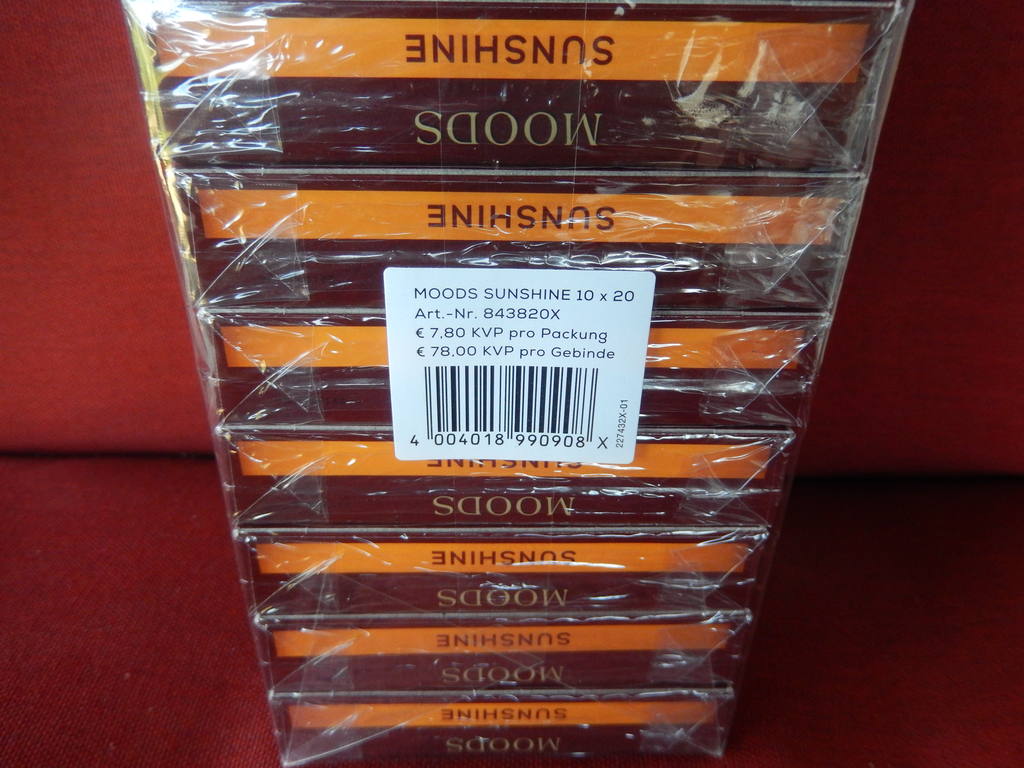 SUNSHINE
MOODS
SUNSHINE
MOODS SUNSHINE 10 x 20
Art.-Nr. 843820X
€ 7,80 KVP pro Packung
€ 78,00 KVP pro Gebinde
4 004018 990908 X
227432X-01
SUNSHINE
MOODS
SUNSHINE
MOODS
SUNSHINE
MOODS
SUNSHINE
MOODS